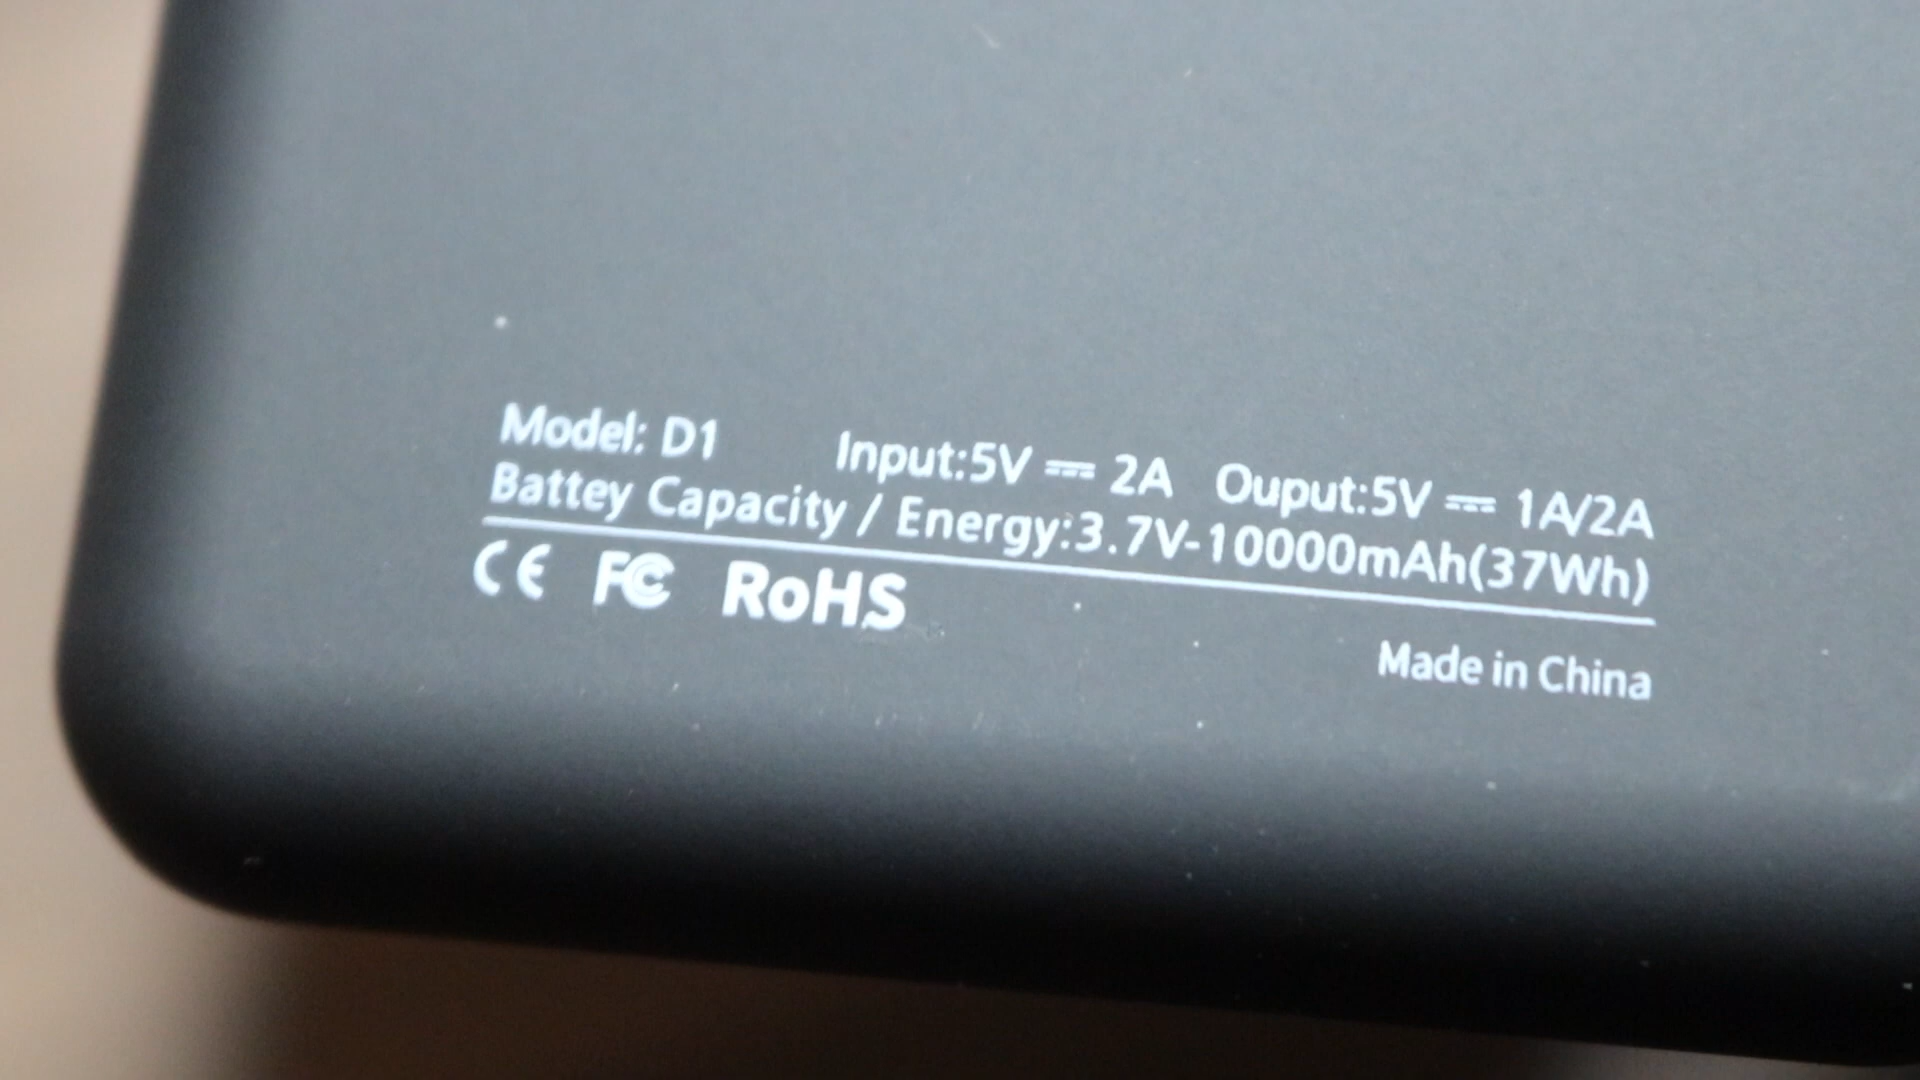 Model: D1 Input:5V ⎓ 2A Ouput:5V ⎓ 1A/2A
Battey Capacity / Energy:3.7V-10000mAh(37Wh)
CE FC RoHS
Made in China